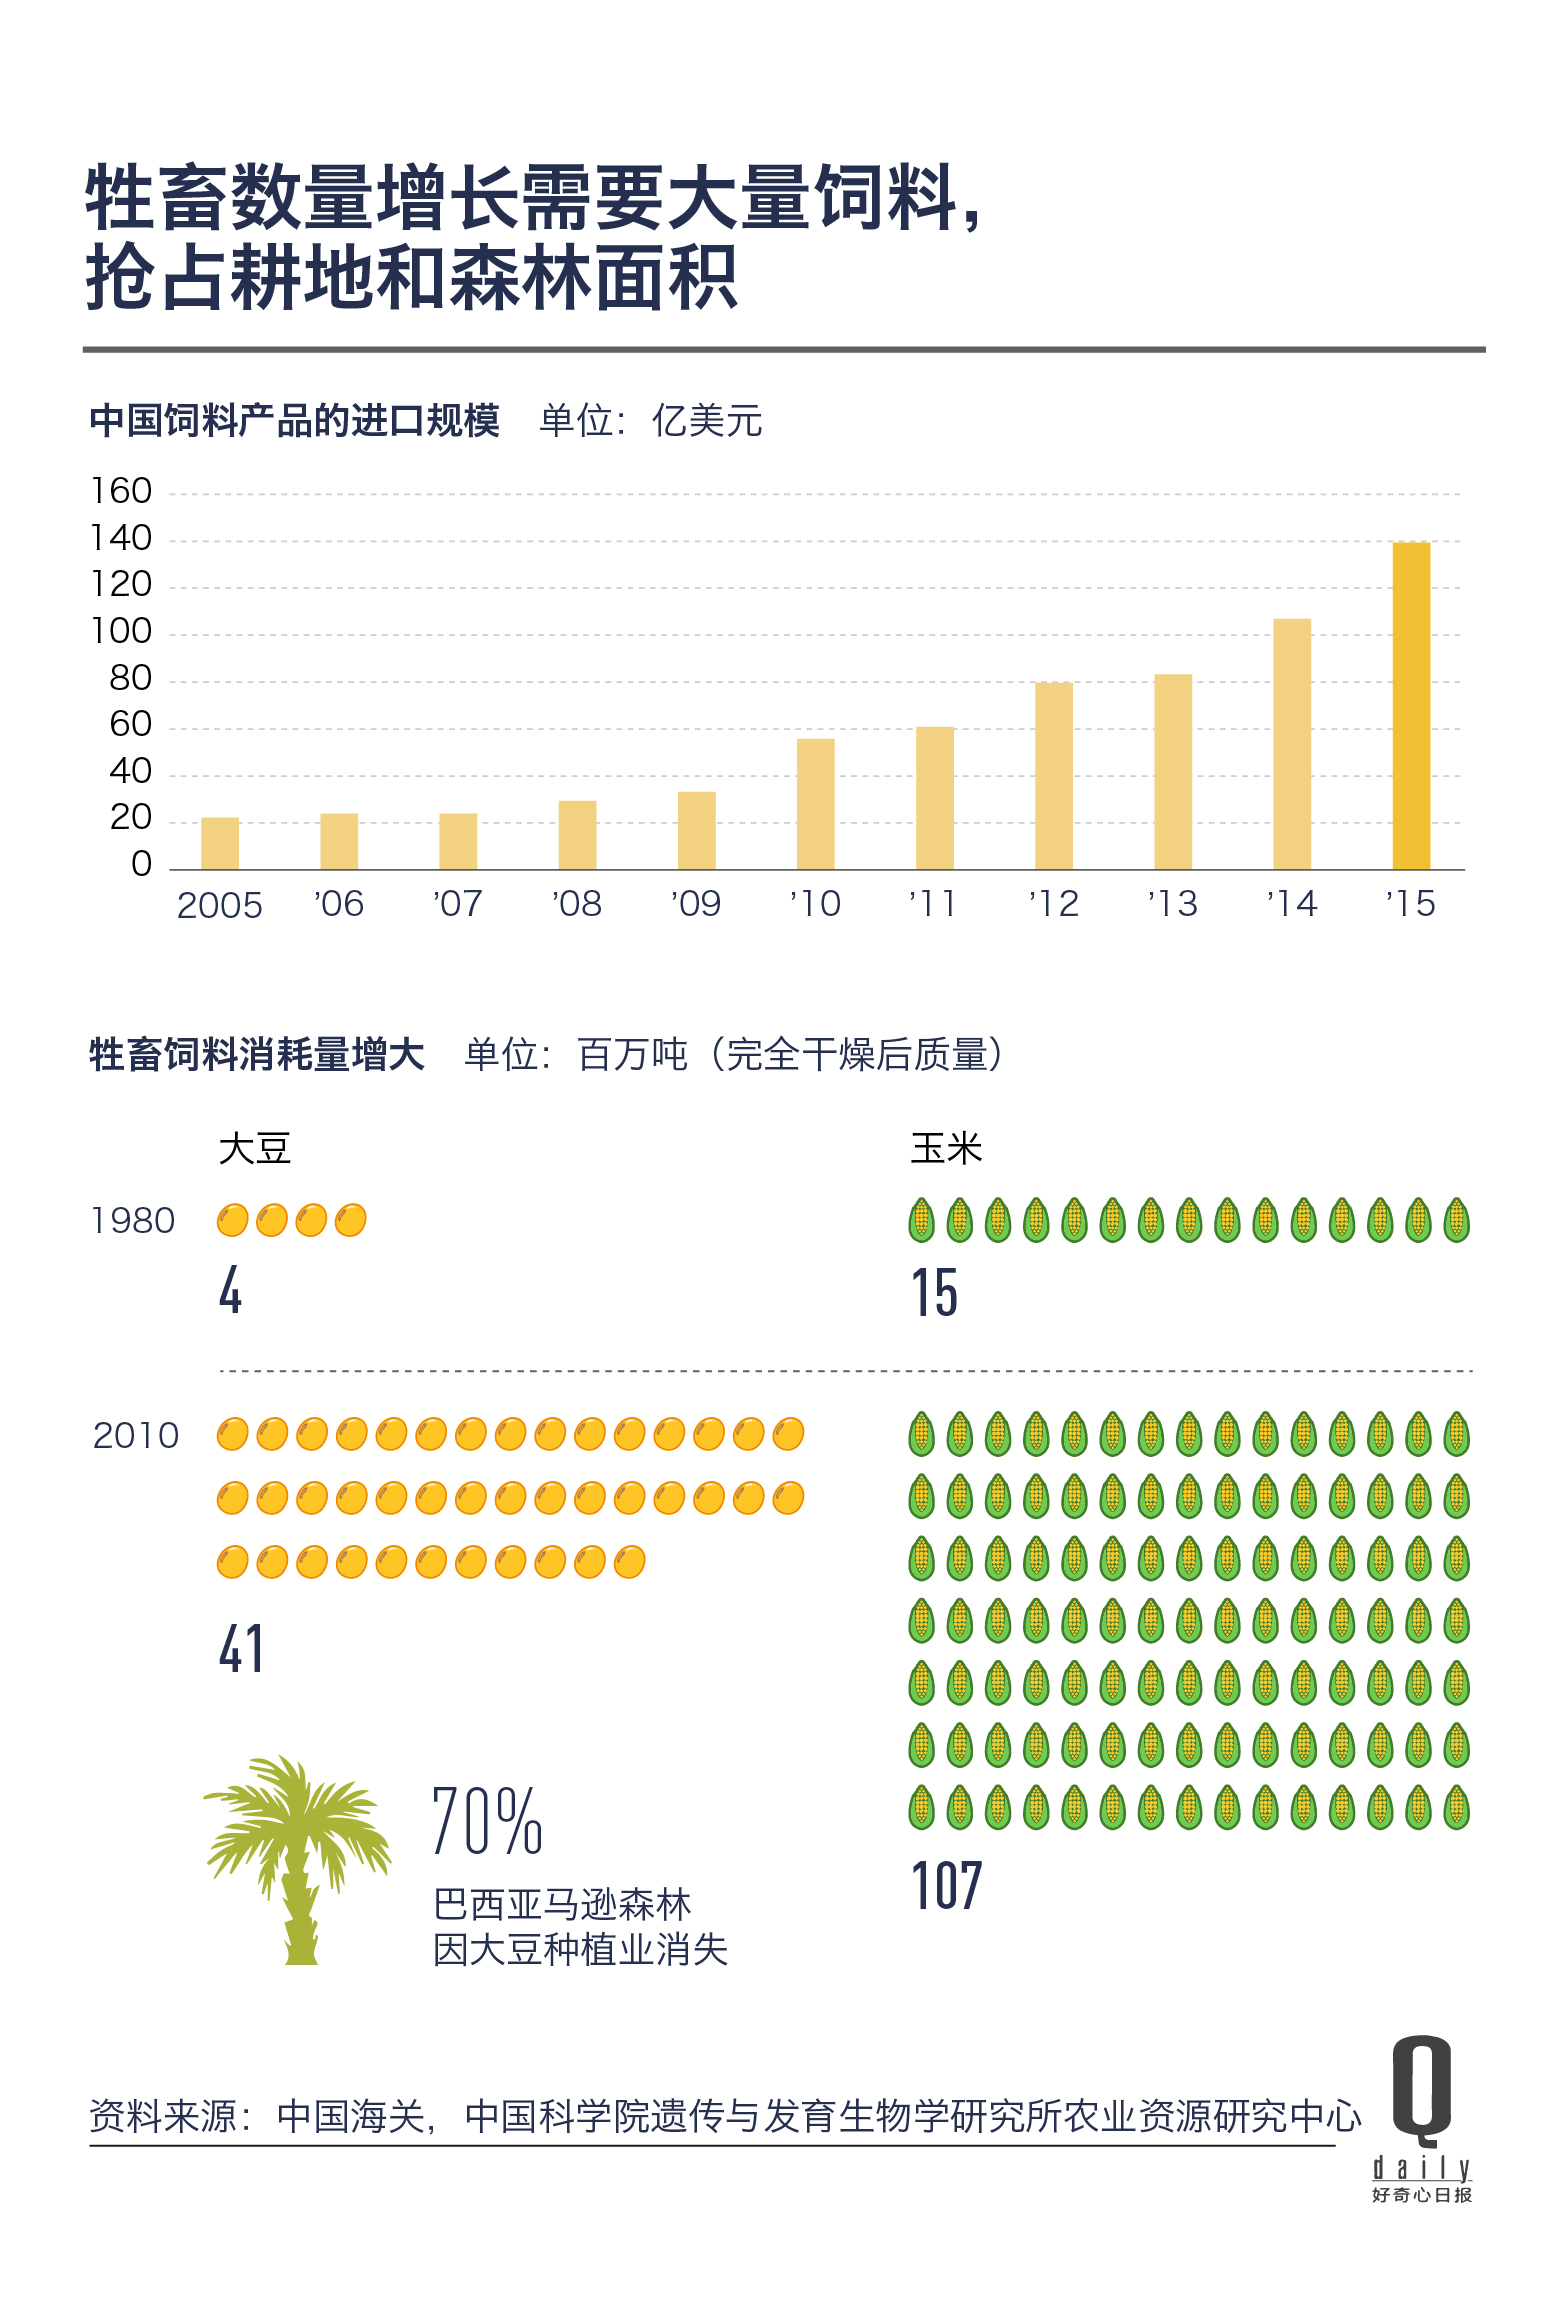 牲畜数量增长需要大量饲料，
抢占耕地和森林面积
中国饲料产品的进口规模 单位：亿美元
160
140
120
100
80
60
40
20
0
2005 ’06 ’07 ’08 ’09 ’10 ’11 ’12 ’13 ’14 ’15
牲畜饲料消耗量增大 单位：百万吨（完全干燥后质量）
大豆 玉米
1980
4 15
2010
41
107
70%
巴西亚马逊森林
因大豆种植业消失
资料来源：中国海关，中国科学院遗传与发育生物学研究所农业资源研究中心
Q
daily
好奇心日报